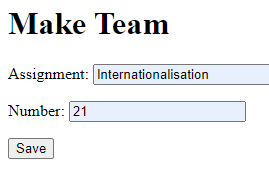 Make Team
Assignment: Internationalisation
Number: 21
Save